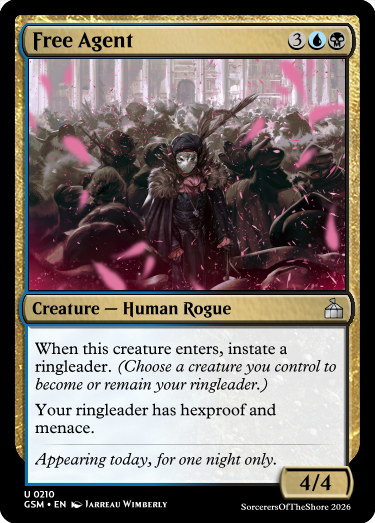 Free Agent 3
Creature — Human Rogue
When this creature enters, instate a
ringleader. (Choose a creature you control to
become or remain your ringleader.)
Your ringleader has hexproof and
menace.
Appearing today, for one night only.
4/4
U 0210
GSM • EN Jarreau Wimberly
SorcerersOfTheShore 2026